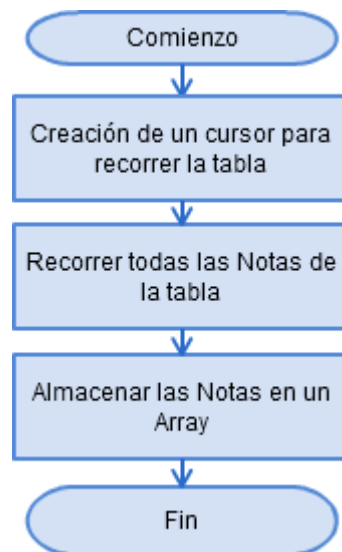 Comienzo
Creación de un cursor para
recorrer la tabla
Recorrer todas las Notas de
la tabla
Almacenar las Notas en un
Array
Fin